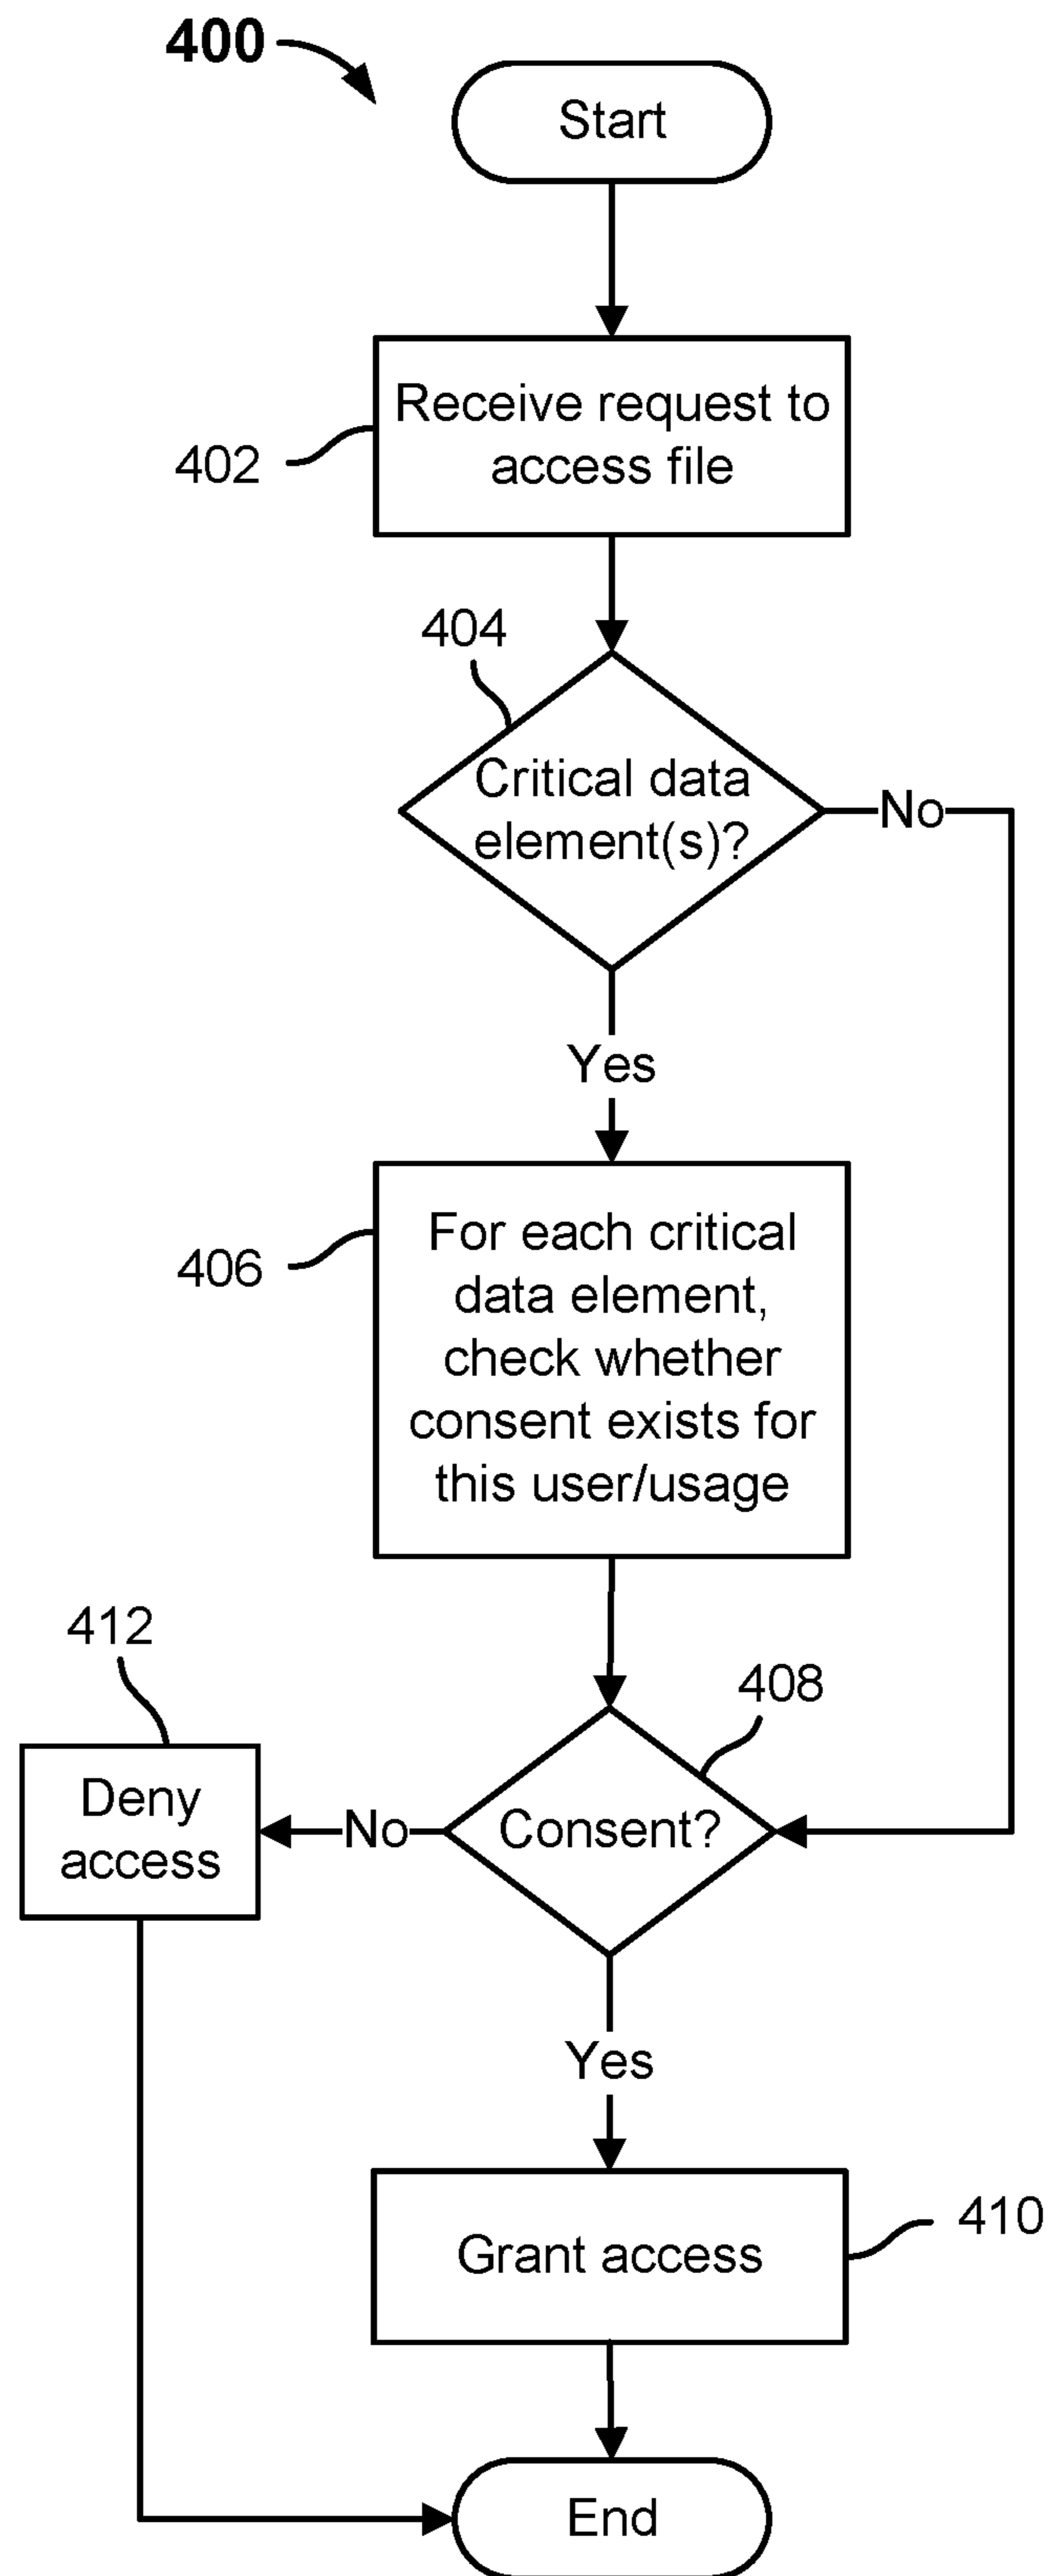 400
Start
Receive request to
access file
402
404
Critical data
element(s)?
No
Yes
For each critical
data element,
check whether
consent exists for
this user/usage
406
412
408
Deny
access
No
Consent?
Yes
Grant access
410
End